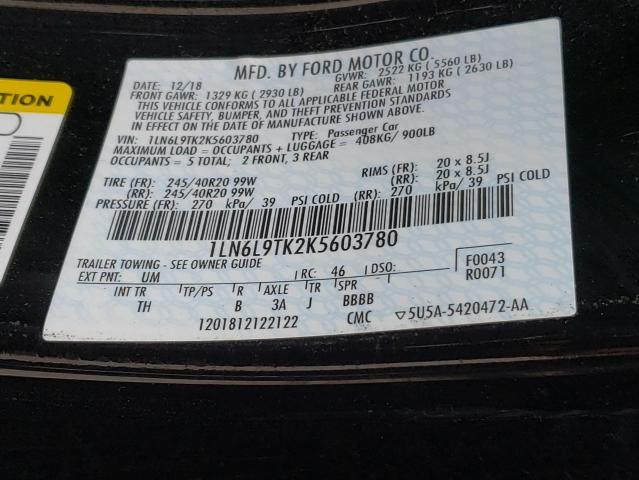 TION
MFD. BY FORD MOTOR CO.
DATE: 12/18 GVWR: 2522 KG ( 5560 LB)
FRONT GAWR: 1329 KG ( 2930 LB) REAR GAWR: 1193 KG ( 2630 LB)
THIS VEHICLE CONFORMS TO ALL APPLICABLE FEDERAL MOTOR
VEHICLE SAFETY, BUMPER, AND THEFT PREVENTION STANDARDS
IN EFFECT ON THE DATE OF MANUFACTURE SHOWN ABOVE.
VIN: 1LN6L9TK2K5603780 TYPE: Passenger Car
MAXIMUM LOAD = OCCUPANTS + LUGGAGE = 408KG/ 900LB
OCCUPANTS = 5 TOTAL; 2 FRONT, 3 REAR
TIRE (FR): 245/40R20 99W RIMS (FR): 20 x 8.5J
(RR): 245/40R20 99W (RR): 20 x 8.5J
PRESSURE (FR): 270 kPa/ 39 PSI COLD (RR): 270 kPa/ 39 PSI COLD
1LN6L9TK2K5603780
TRAILER TOWING - SEE OWNER GUIDE F0043
EXT PNT: UM RC: 46 DSO: R0071
INT TR TP/PS R AXLE TR SPR
TH B 3A J BBBB
1201812122122 CMC ▽5U5A-5420472-AA